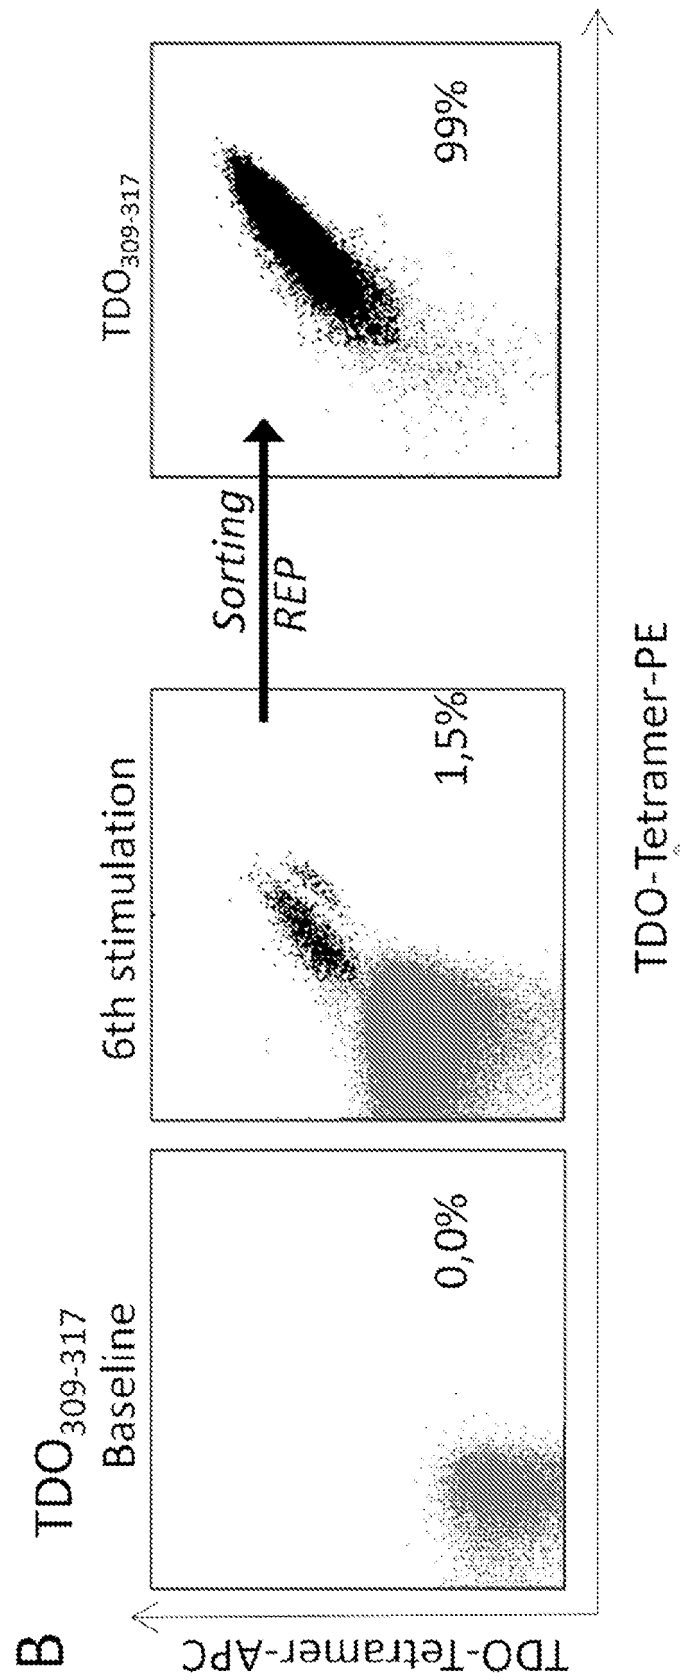 B
TDO309-317
Baseline
6th stimulation
TDO309-317
Sorting
REP
0,0%
1,5%
99%
TDO-Tetramer-APC
TDO-Tetramer-PE